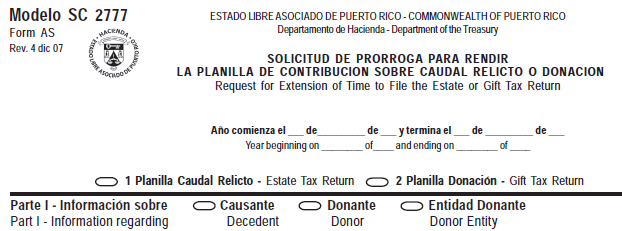 Modelo SC 2777
Form AS
Rev. 4 dic 07
HACIENDA
ESTADO LIBRE ASOCIADO DE PUERTO RICO
ESTADO LIBRE ASOCIADO DE PUERTO RICO - COMMONWEALTH OF PUERTO RICO
Departamento de Hacienda - Department of the Treasury
SOLICITUD DE PRORROGA PARA RENDIR
LA PLANILLA DE CONTRIBUCION SOBRE CAUDAL RELICTO O DONACION
Request for Extension of Time to File the Estate or Gift Tax Return
Año comienza el ___ de_________ de ___ y termina el ___ de _________ de ___
Year beginning on ________ of____ and ending on ________ of ____
1 Planilla Caudal Relicto - Estate Tax Return 2 Planilla Donación - Gift Tax Return
Parte I - Información sobre Causante Donante Entidad Donante
Part I - Information regarding Decedent Donor Donor Entity